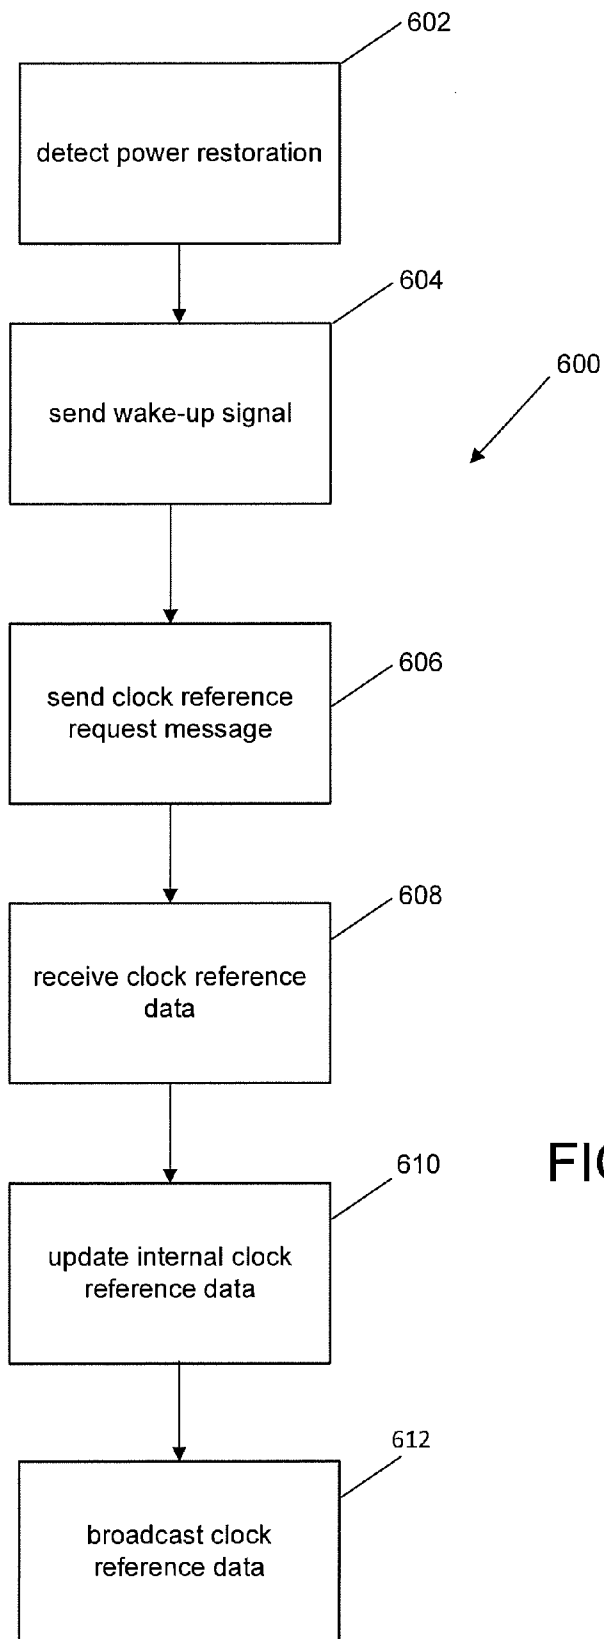 602
detect power restoration
604
send wake-up signal
600
606
send clock reference
request message
608
receive clock reference
data
610
update internal clock
reference data
612
broadcast clock
reference data